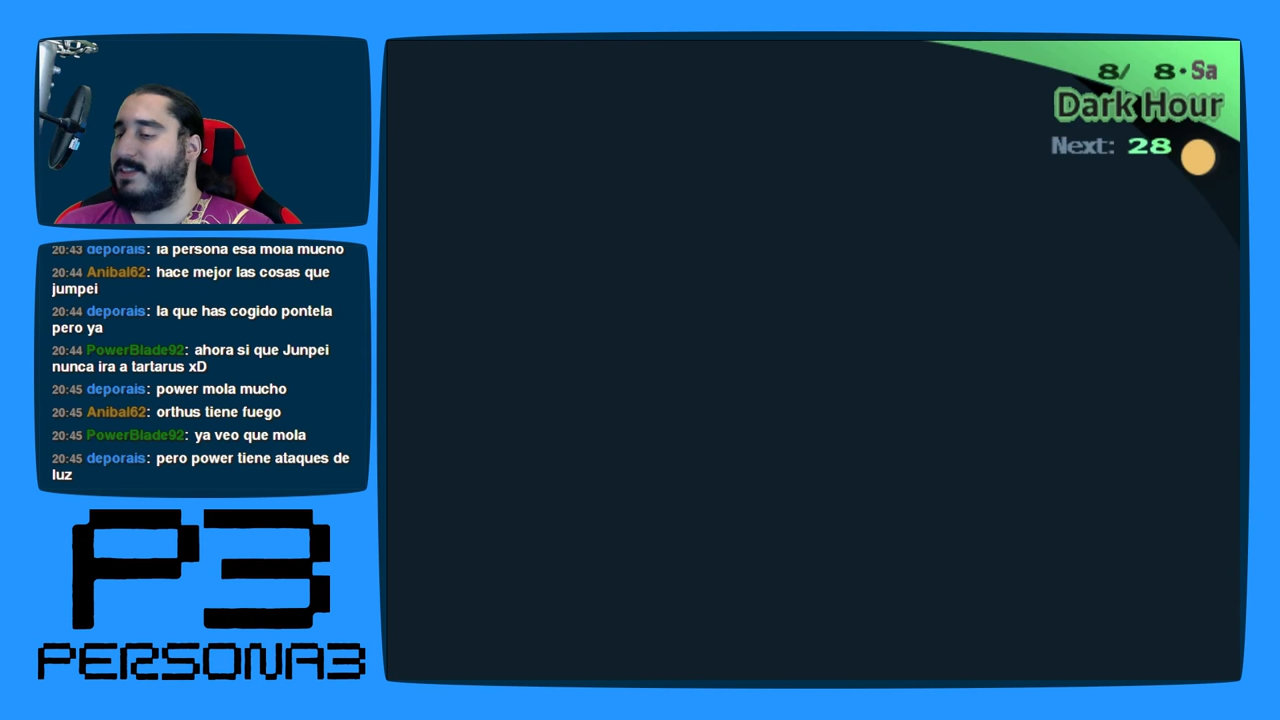 20:43 deporais: la persona esa mola mucho
20:44 Anibal62: hace mejor las cosas que
jumpei
20:44 deporais: la que has cogido pontela
pero ya
20:44 PowerBlade92: ahora si que Junpei
nunca ira a tartarus xD
20:45 deporais: power mola mucho
20:45 Anibal62: orthus tiene fuego
20:45 PowerBlade92: ya veo que mola
20:45 deporais: pero power tiene ataques de
luz
P3
PERSONA3
8/ 8・Sa
Dark Hour
Next: 28